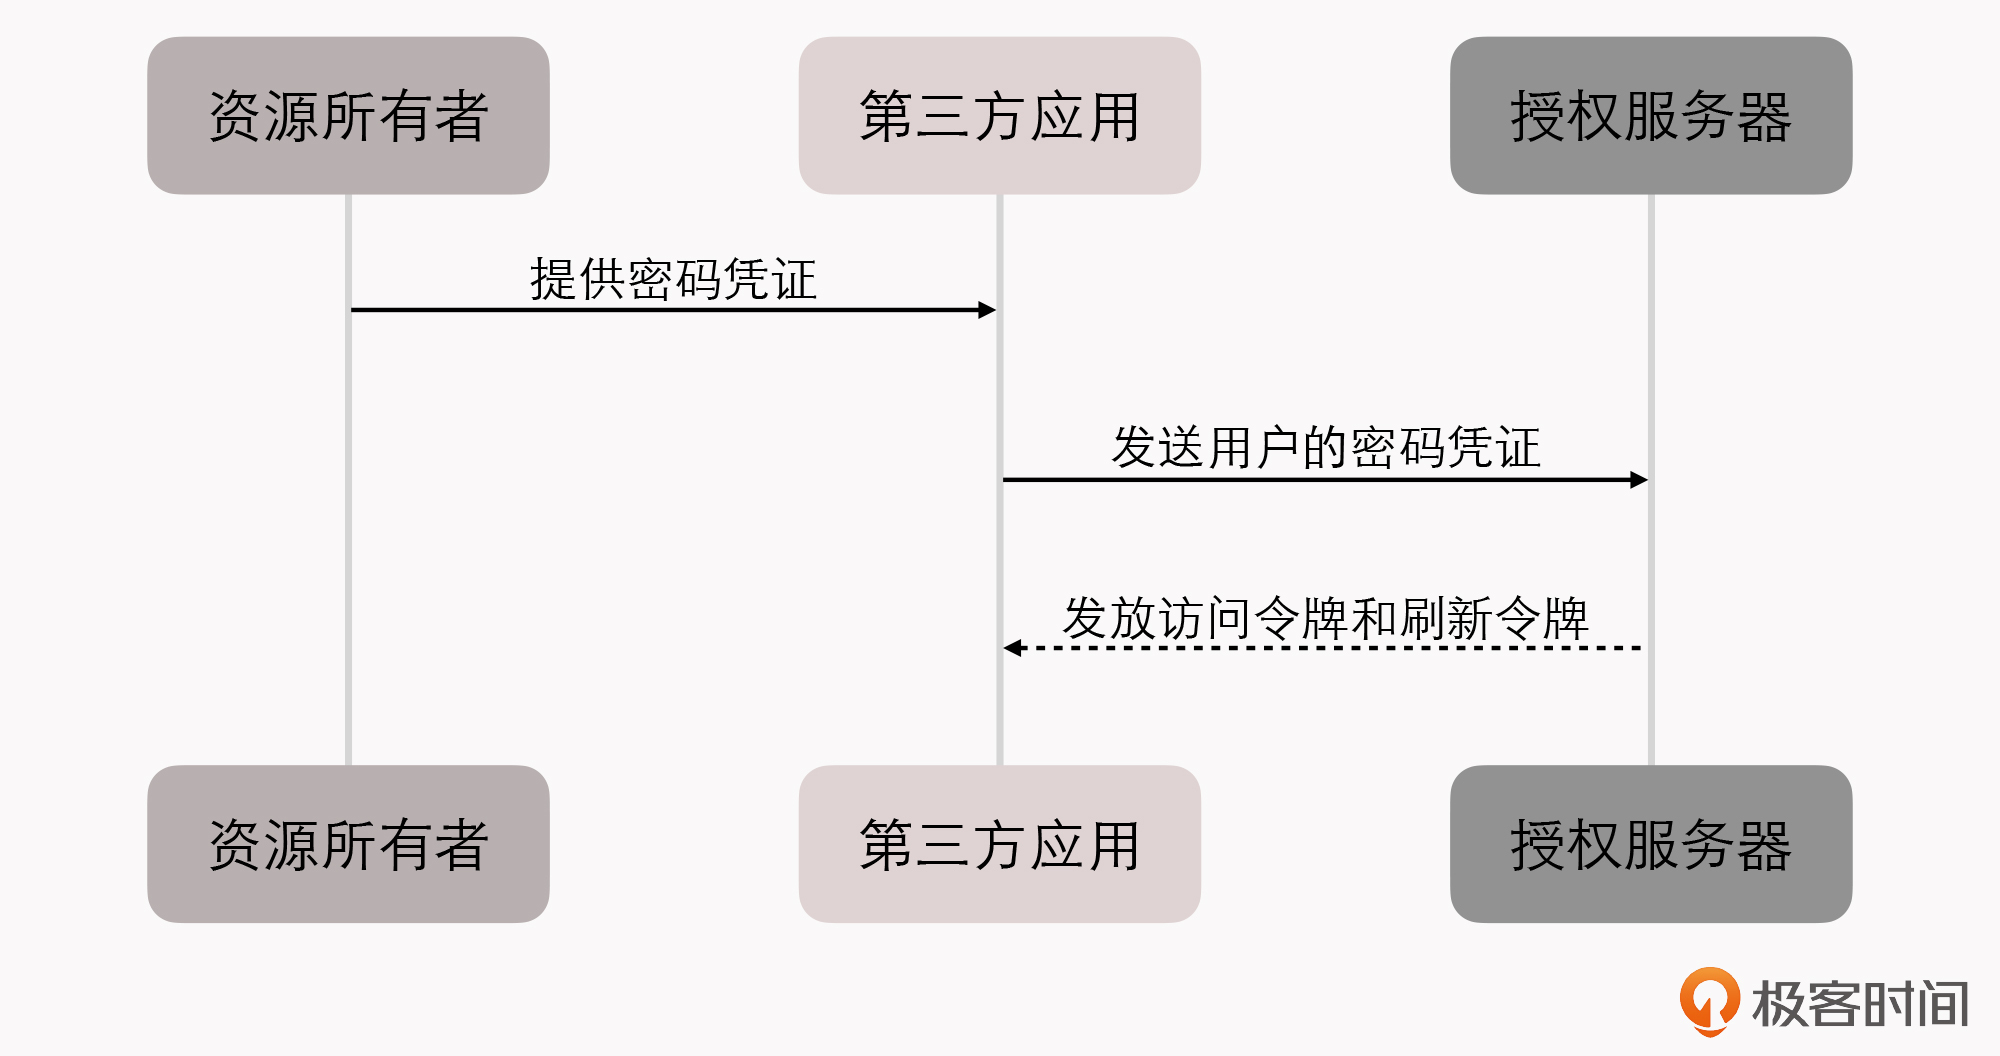 资源所有者
第三方应用
授权服务器
提供密码凭证
发送用户的密码凭证
发放访问令牌和刷新令牌
资源所有者
第三方应用
授权服务器
极客时间